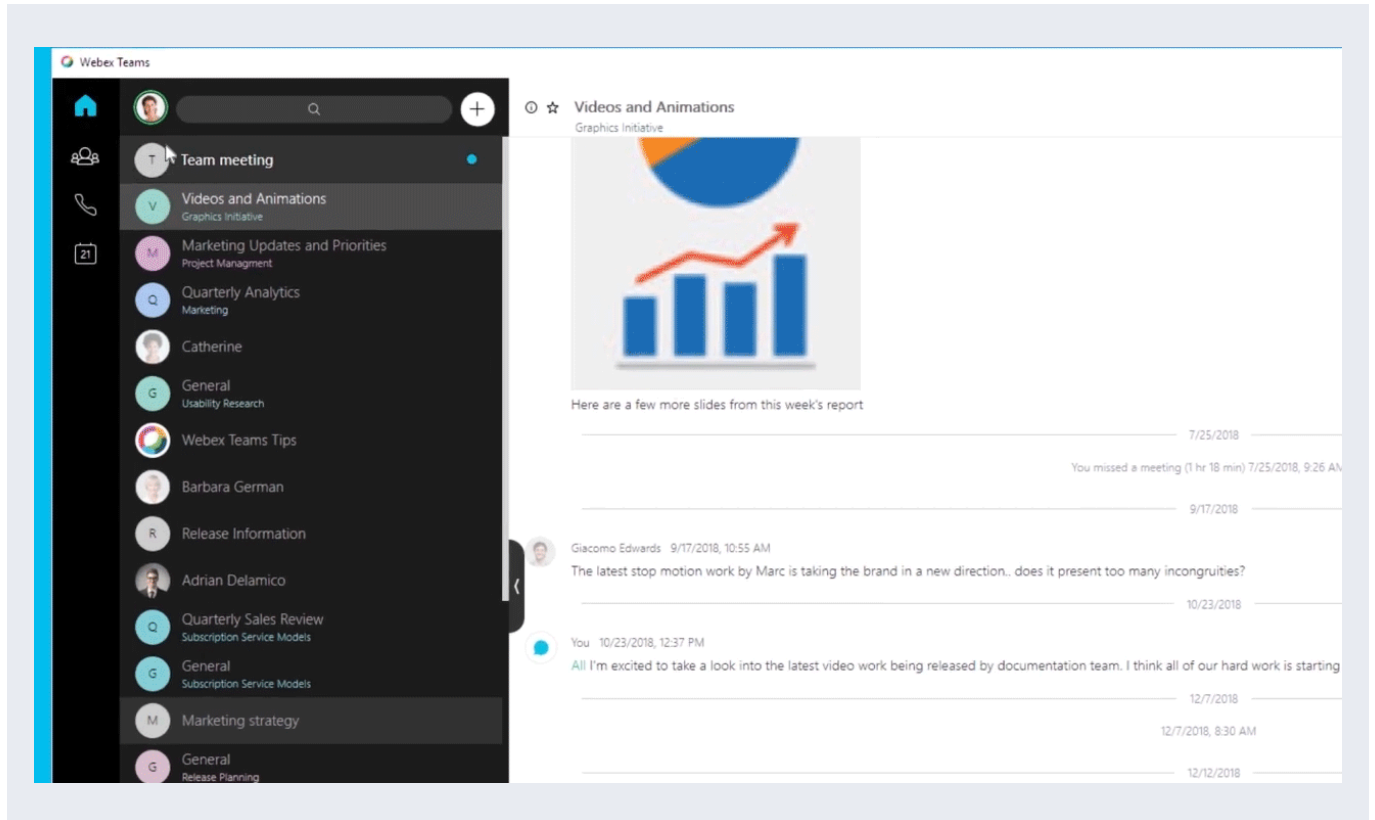 Webex Teams
21
T
Team meeting
V
Videos and Animations
Graphics Initiative
M
Marketing Updates and Priorities
Project Managment
Q
Quarterly Analytics
Marketing
Catherine
G
General
Usability Research
Webex Teams Tips
Barbara German
R
Release Information
Adrian Delamico
Q
Quarterly Sales Review
Subscription Service Models
G
General
Subscription Service Models
M
Marketing strategy
G
General
Release Planning
Videos and Animations
Graphics Initiative
Here are a few more slides from this week's report
7/25/2018
You missed a meeting (1 hr 18 min) 7/25/2018, 9:26 AM
9/17/2018
Giacomo Edwards 9/17/2018, 10:55 AM
The latest stop motion work by Marc is taking the brand in a new direction.. does it present too many incongruities?
10/23/2018
You 10/23/2018, 12:37 PM
All I'm excited to take a look into the latest video work being released by documentation team. I think all of our hard work is starting
12/7/2018
12/7/2018, 8:30 AM
12/12/2018